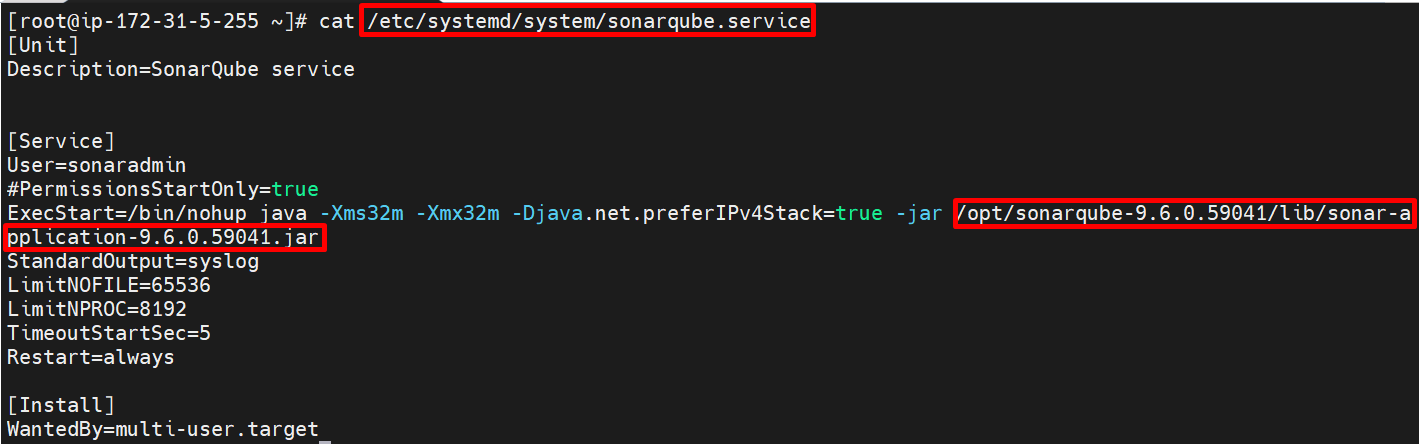 [root@ip-172-31-5-255 ~]# cat /etc/systemd/system/sonarqube.service
[Unit]
Description=SonarQube service
[Service]
User=sonaradmin
#PermissionsStartOnly=true
ExecStart=/bin/nohup java -Xms32m -Xmx32m -Djava.net.preferIPv4Stack=true -jar /opt/sonarqube-9.6.0.59041/lib/sonar-a
pplication-9.6.0.59041.jar
StandardOutput=syslog
LimitNOFILE=65536
LimitNPROC=8192
TimeoutStartSec=5
Restart=always
[Install]
WantedBy=multi-user.target